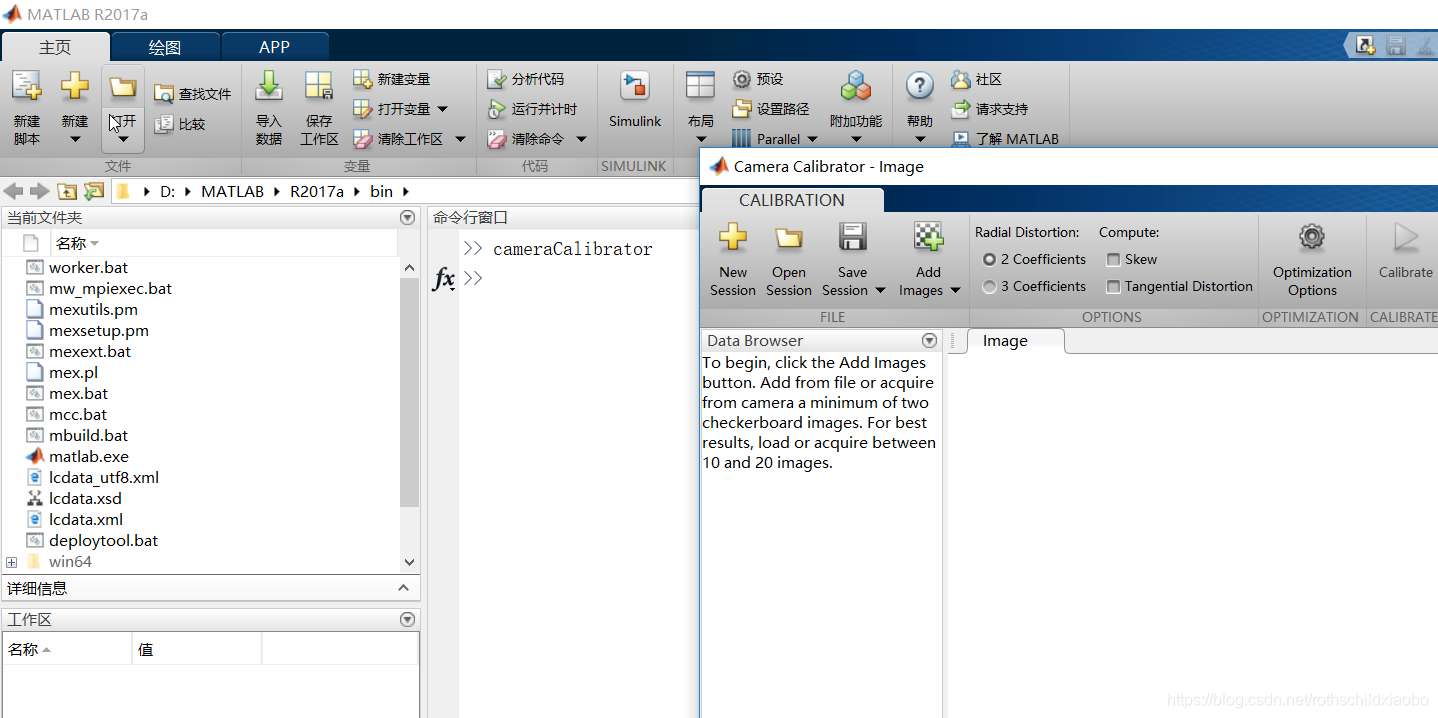 MATLAB R2017a
主页 绘图 APP
新建
脚本
新建
打开
查找文件
比较
文件
导入
数据
保存
工作区
新建变量
打开变量
清除工作区
变量
分析代码
运行并计时
清除命令
代码
Simulink
SIMULINK
布局
预设
设置路径
Parallel
附加功能
帮助
社区
请求支持
了解 MATLAB
D: MATLAB R2017a bin
当前文件夹
名称
worker.bat
mw_mpiexec.bat
mexutils.pm
mexsetup.pm
mexext.bat
mex.pl
mex.bat
mcc.bat
mbuild.bat
matlab.exe
lcdata_utf8.xml
lcdata.xsd
lcdata.xml
deploytool.bat
win64
详细信息
工作区
名称 值
命令行窗口
>> cameraCalibrator
fx >>
Camera Calibrator - Image
CALIBRATION
New
Session
Open
Session
Save
Session
Add
Images
FILE
Radial Distortion:
2 Coefficients
3 Coefficients
Compute:
Skew
Tangential Distortion
OPTIONS
Optimization
Options
OPTIMIZATION
Calibrate
CALIBRATE
Data Browser
To begin, click the Add Images
button. Add from file or acquire
from camera a minimum of two
checkerboard images. For best
results, load or acquire between
10 and 20 images.
Image
https://blog.csdn.net/rothschildxiaobo